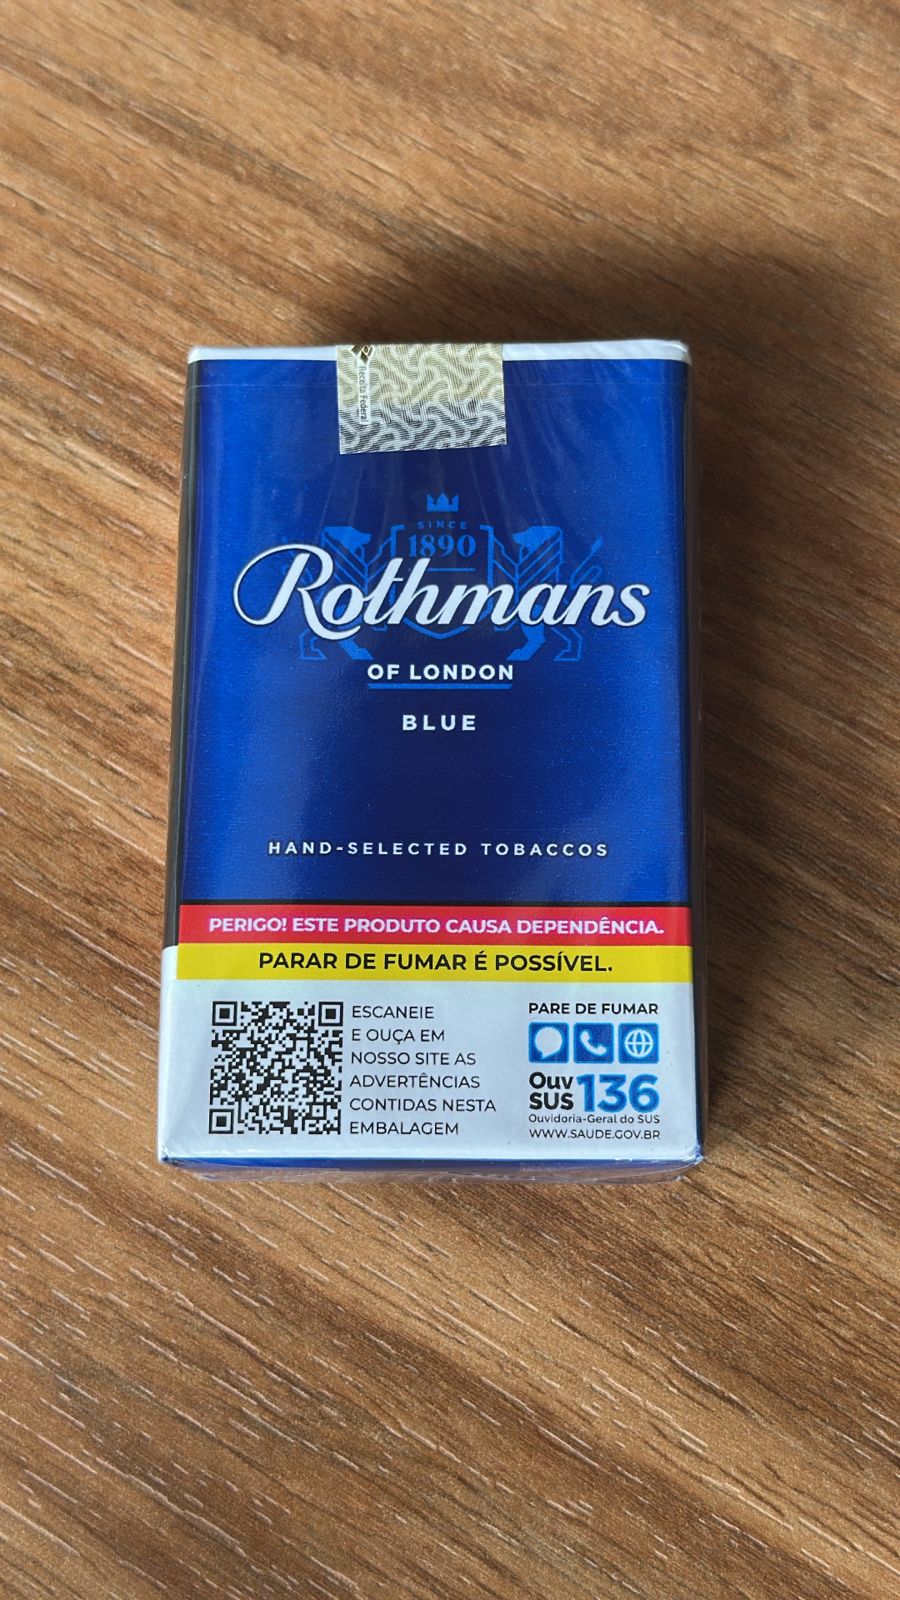 Receita Federal
SINCE
1890
Rothmans
OF LONDON
BLUE
HAND-SELECTED TOBACCOS
PERIGO! ESTE PRODUTO CAUSA DEPENDÊNCIA.
PARAR DE FUMAR É POSSÍVEL.
ESCANEIE
E OUÇA EM
NOSSO SITE AS
ADVERTÊNCIAS
CONTIDAS NESTA
EMBALAGEM
PARE DE FUMAR
Ouv
SUS 136
Ouvidoria-Geral do SUS
WWW.SAUDE.GOV.BR